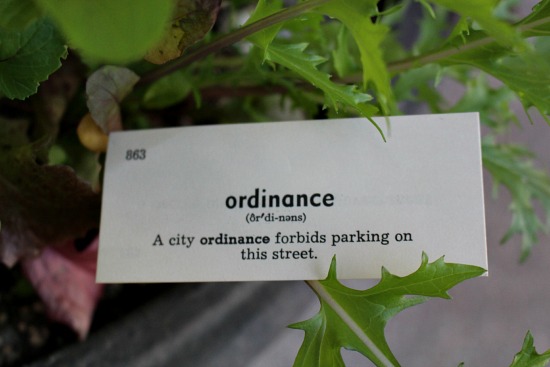 863
ordinance
(ôr′di-nəns)
A city ordinance forbids parking on
this street.